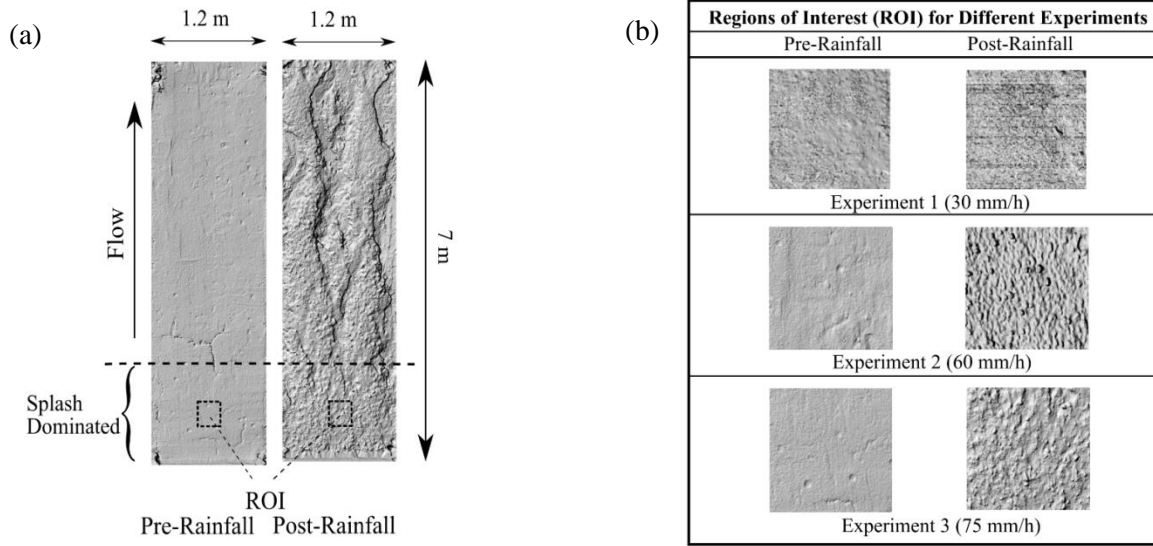 (a)
1.2 m 1.2 m
Flow
7 m
Splash
Dominated
ROI
Pre-Rainfall Post-Rainfall
(b)
Regions of Interest (ROI) for Different Experiments
Pre-Rainfall Post-Rainfall
Experiment 1 (30 mm/h)
Experiment 2 (60 mm/h)
Experiment 3 (75 mm/h)